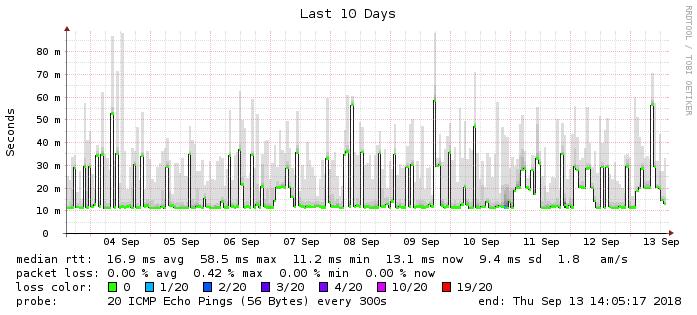 Last 10 Days
RRDTOOL / TOBI OETIKER
Seconds
80 m
70 m
60 m
50 m
40 m
30 m
20 m
10 m
0
04 Sep 05 Sep 06 Sep 07 Sep 08 Sep 09 Sep 10 Sep 11 Sep 12 Sep 13 Sep
median rtt: 16.9 ms avg 58.5 ms max 11.2 ms min 13.1 ms now 9.4 ms sd 1.8 am/s
packet loss: 0.00 % avg 0.42 % max 0.00 % min 0.00 % now
loss color: 0 1/20 2/20 3/20 4/20 10/20 19/20
probe: 20 ICMP Echo Pings (56 Bytes) every 300s end: Thu Sep 13 14:05:17 2018